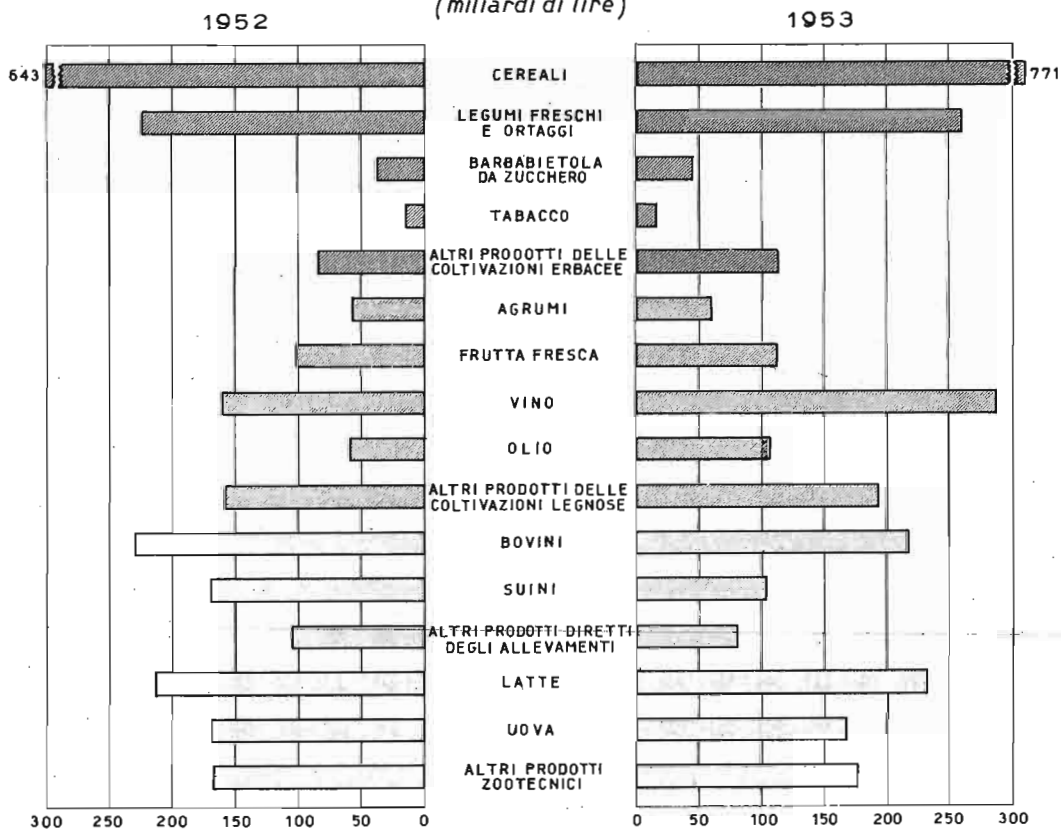 (miliardi di lire)
1952
1953
643
CEREALI
771
LEGUMI FRESCHI
E ORTAGGI
BARBABIETOLA
DA ZUCCHERO
TABACCO
ALTRI PRODOTTI DELLE
COLTIVAZIONI ERBACEE
AGRUMI
FRUTTA FRESCA
VINO
OLIO
ALTRI PRODOTTI DELLE
COLTIVAZIONI LEGNOSE
BOVINI
SUINI
ALTRI PRODOTTI DIRETTI
DEGLI ALLEVAMENTI
LATTE
UOVA
ALTRI PRODOTTI
ZOOTECNICI
300 250 200 150 100 50 0
0 50 100 150 200 250 300